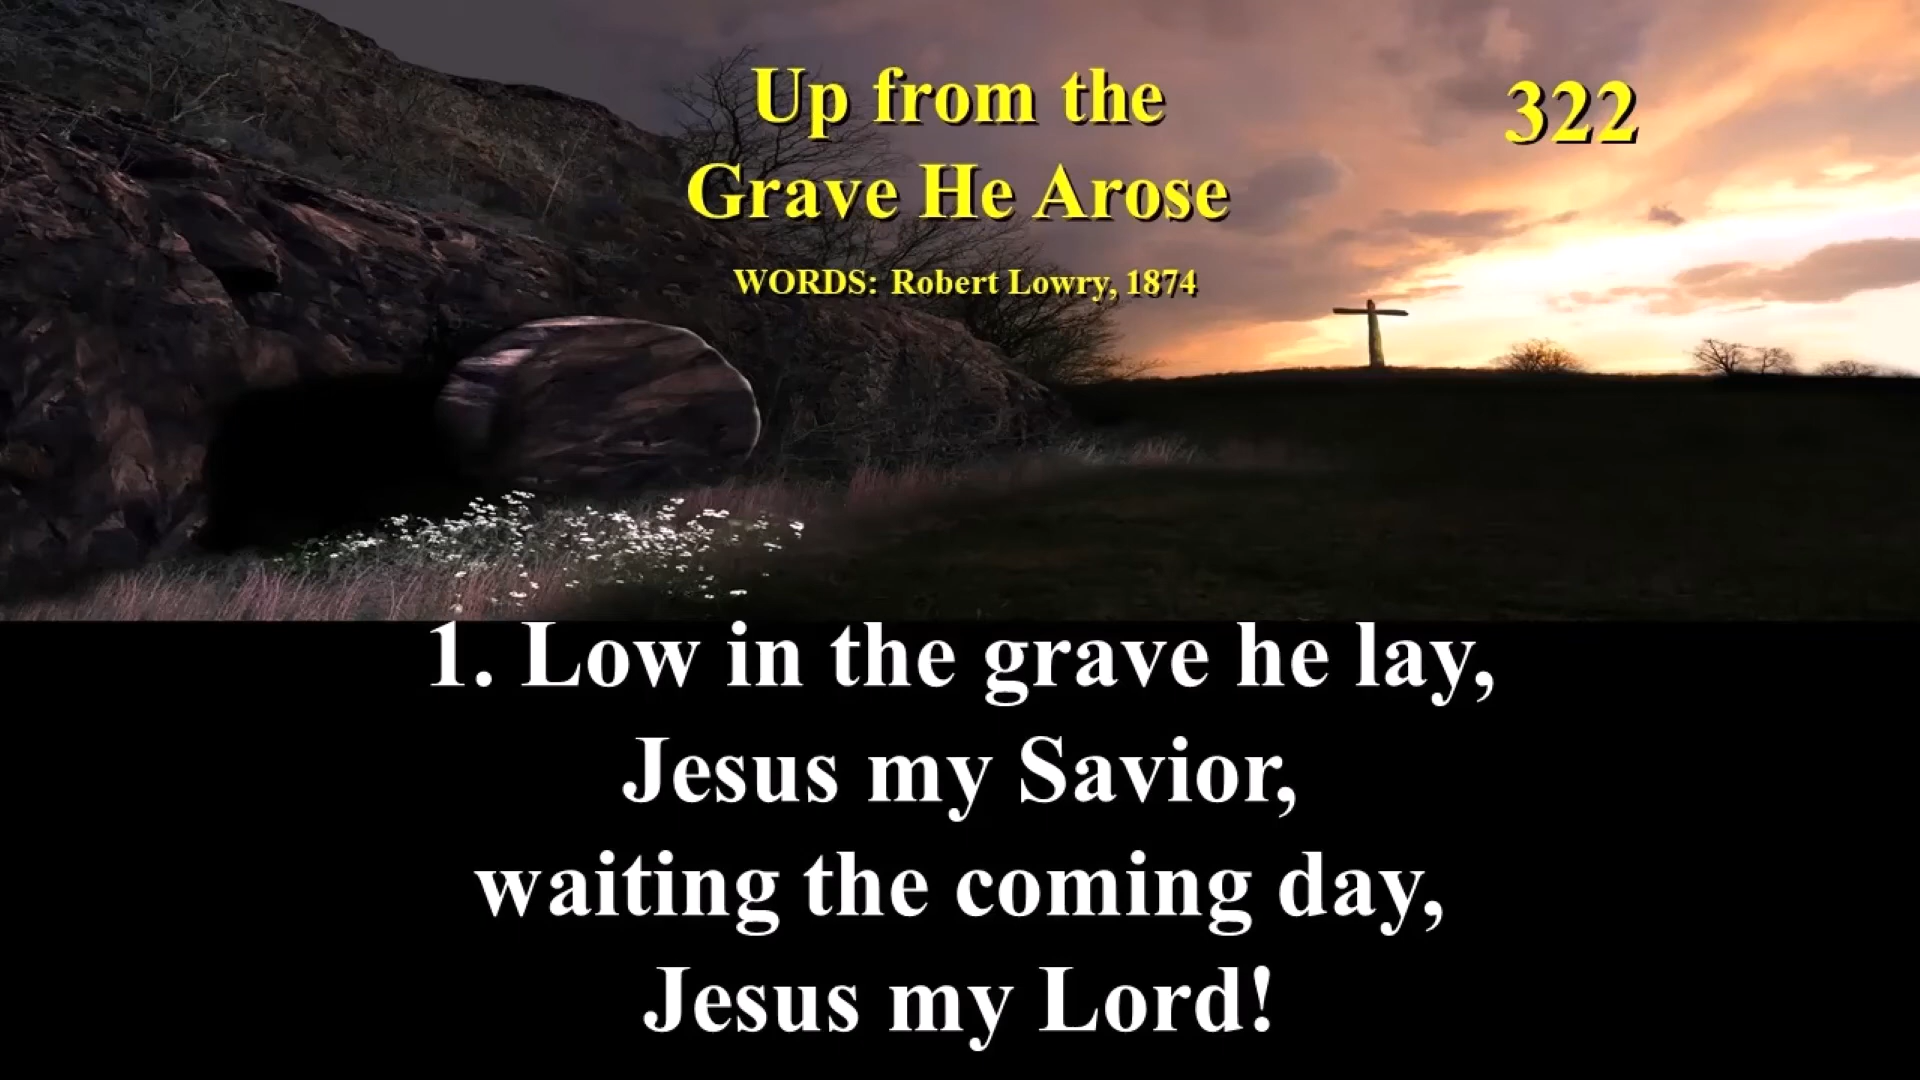 Up from the
322
Grave He Arose
WORDS: Robert Lowry, 1874
1. Low in the grave he lay,
Jesus my Savior,
waiting the coming day,
Jesus my Lord!